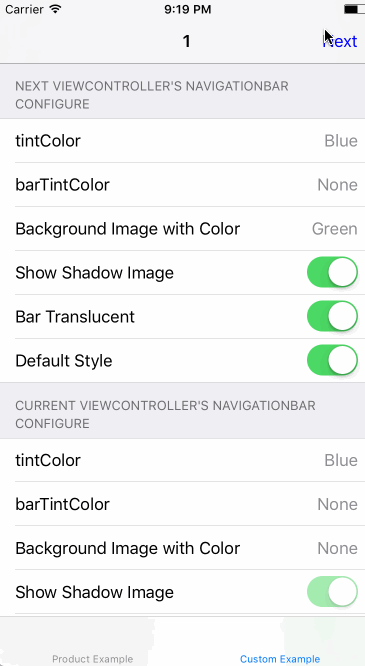 Carrier 9:19 PM
1 Next
NEXT VIEWCONTROLLER'S NAVIGATIONBAR
CONFIGURE
tintColor Blue
barTintColor None
Background Image with Color Green
Show Shadow Image
Bar Translucent
Default Style
CURRENT VIEWCONTROLLER'S NAVIGATIONBAR
CONFIGURE
tintColor Blue
barTintColor None
Background Image with Color None
Show Shadow Image
Product Example Custom Example